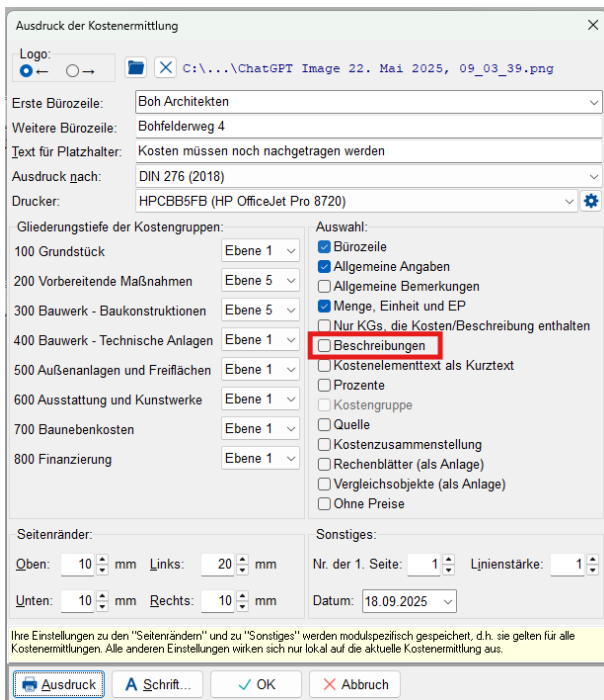 Ausdruck der Kostenermittlung
Logo:
C:\...\ChatGPT Image 22. Mai 2025, 09_03_39.png
Erste Bürozeile: Boh Architekten
Weitere Bürozeile: Bohfelderweg 4
Text für Platzhalter: Kosten müssen noch nachgetragen werden
Ausdruck nach: DIN 276 (2018)
Drucker: HPCBB5FB (HP OfficeJet Pro 8720)
Gliederungstiefe der Kostengruppen:
100 Grundstück Ebene 1
200 Vorbereitende Maßnahmen Ebene 5
300 Bauwerk - Baukonstruktionen Ebene 5
400 Bauwerk - Technische Anlagen Ebene 1
500 Außenanlagen und Freiflächen Ebene 1
600 Ausstattung und Kunstwerke Ebene 1
700 Baunebenkosten Ebene 1
800 Finanzierung Ebene 1
Auswahl:
Bürozeile
Allgemeine Angaben
Allgemeine Bemerkungen
Menge, Einheit und EP
Nur KGs, die Kosten/Beschreibung enthalten
Beschreibungen
Kostenelementtext als Kurztext
Prozente
Kostengruppe
Quelle
Kostenzusammenstellung
Rechenblätter (als Anlage)
Vergleichsobjekte (als Anlage)
Ohne Preise
Seitenränder:
Oben: 10 mm Links: 20 mm
Unten: 10 mm Rechts: 10 mm
Sonstiges:
Nr. der 1. Seite: 1 Linienstärke: 1
Datum: 18.09.2025
Ihre Einstellungen zu den "Seitenrändern" und zu "Sonstiges" werden modulspezifisch gespeichert, d.h. sie gelten für alle
Kostenermittlungen. Alle anderen Einstellungen wirken sich nur lokal auf die aktuelle Kostenermittlung aus.
Ausdruck A Schrift... OK Abbruch